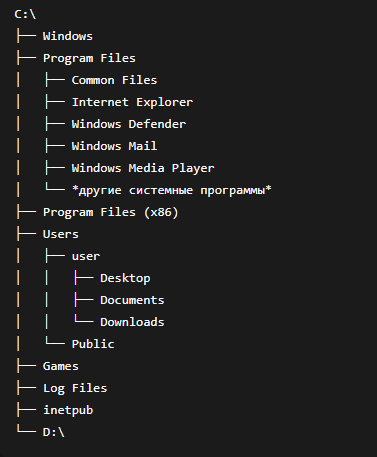 C:\
├── Windows
├── Program Files
│   ├── Common Files
│   ├── Internet Explorer
│   ├── Windows Defender
│   ├── Windows Mail
│   ├── Windows Media Player
│   └── *другие системные программы*
├── Program Files (x86)
├── Users
│   ├── user
│   │   ├── Desktop
│   │   ├── Documents
│   │   └── Downloads
│   └── Public
├── Games
├── Log Files
├── inetpub
└── D:\